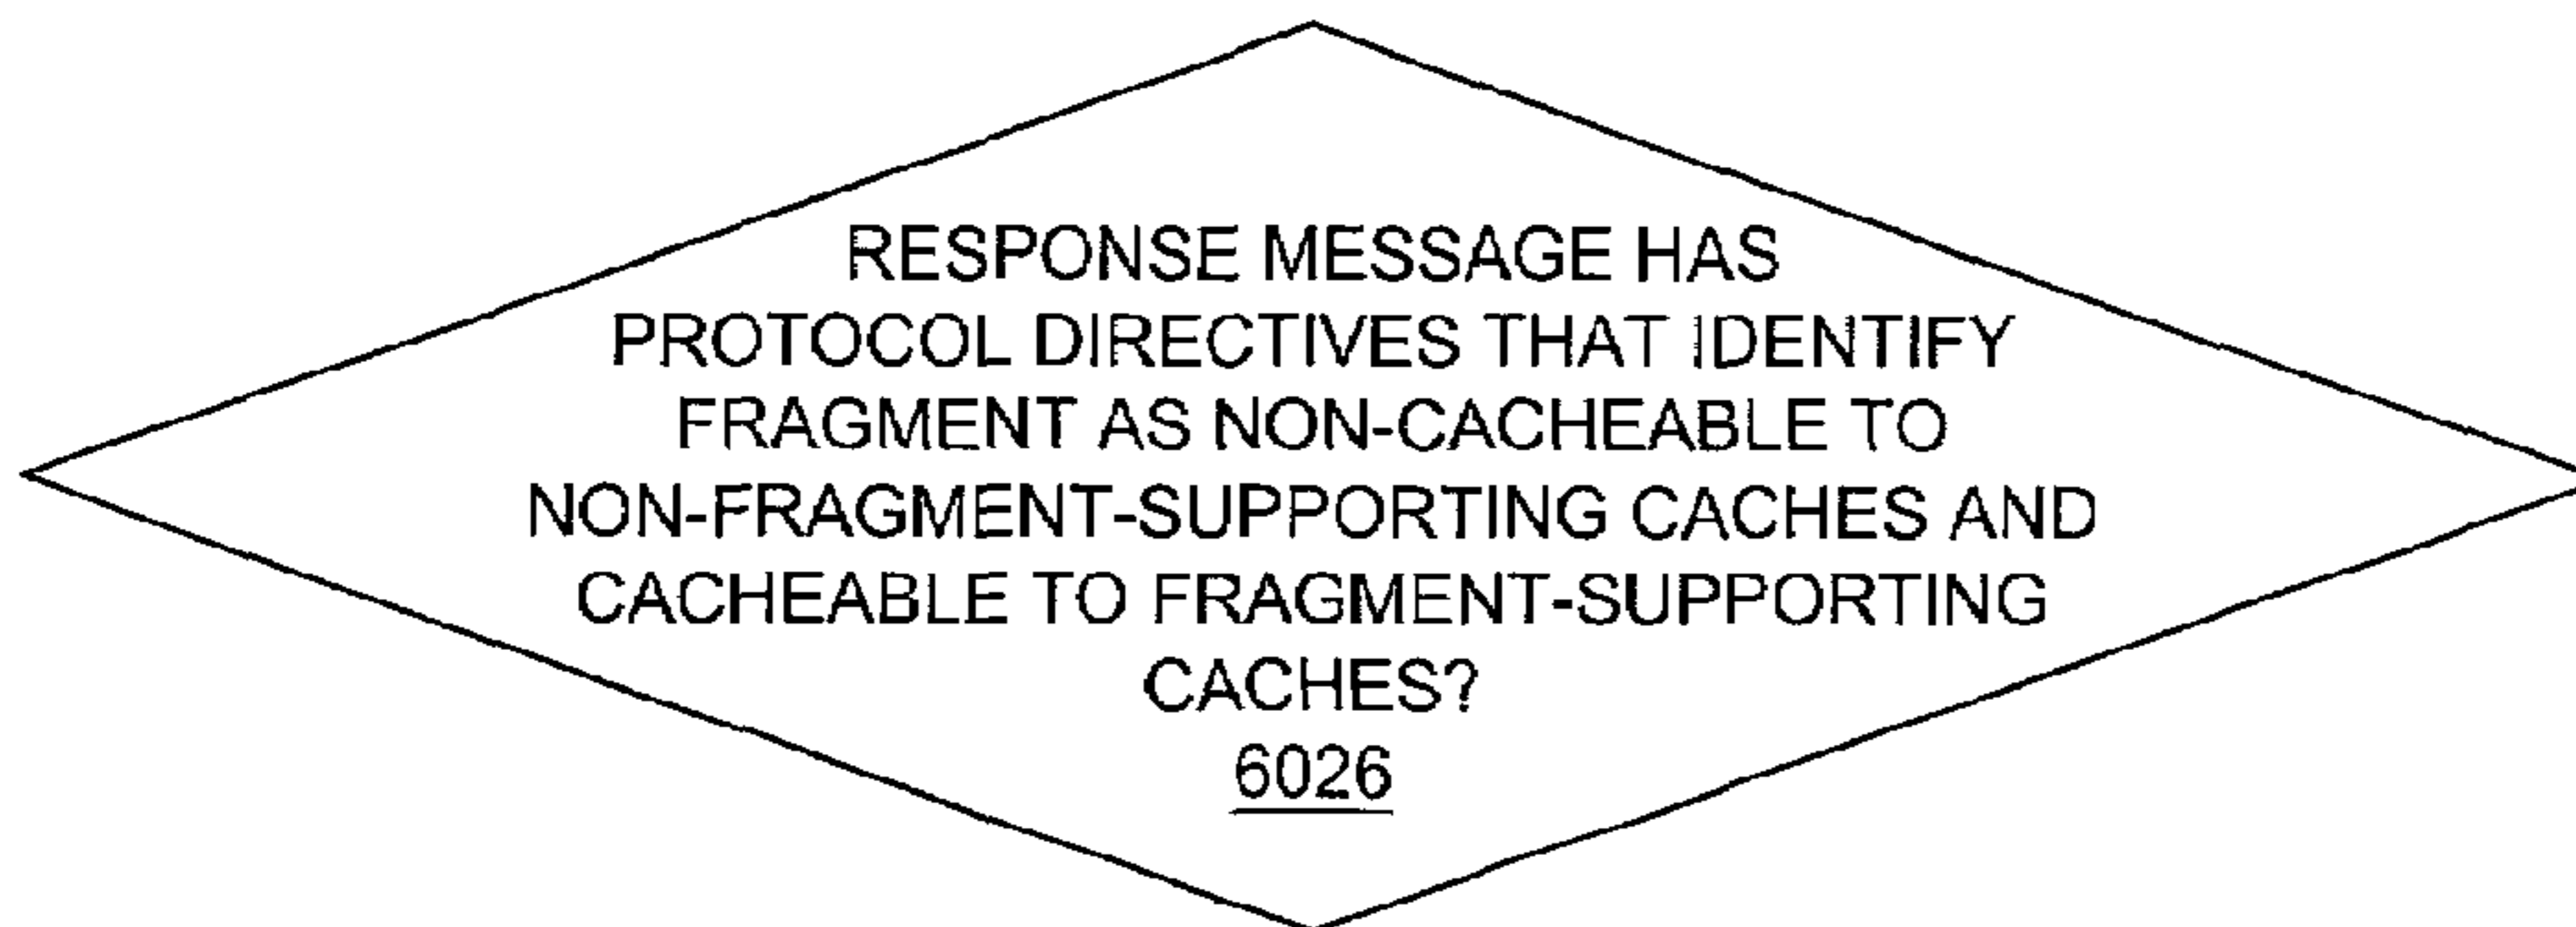 RESPONSE MESSAGE HAS
PROTOCOL DIRECTIVES THAT IDENTIFY
FRAGMENT AS NON-CACHEABLE TO
NON-FRAGMENT-SUPPORTING CACHES AND
CACHEABLE TO FRAGMENT-SUPPORTING
CACHES?
6026